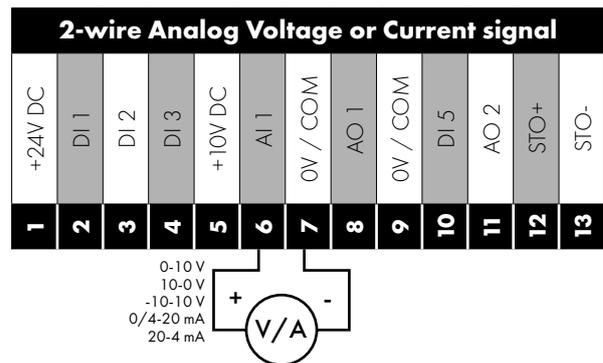 2-wire Analog Voltage or Current signal
+24V DC
DI 1
DI 2
DI 3
+10V DC
AI 1
0V / COM
AO 1
0V / COM
DI 5
AO 2
STO+
STO-
1 2 3 4 5 6 7 8 9 10 11 12 13
0-10 V
10-0 V
-10-10 V
0/4-20 mA
20-4 mA
+ -
V/A